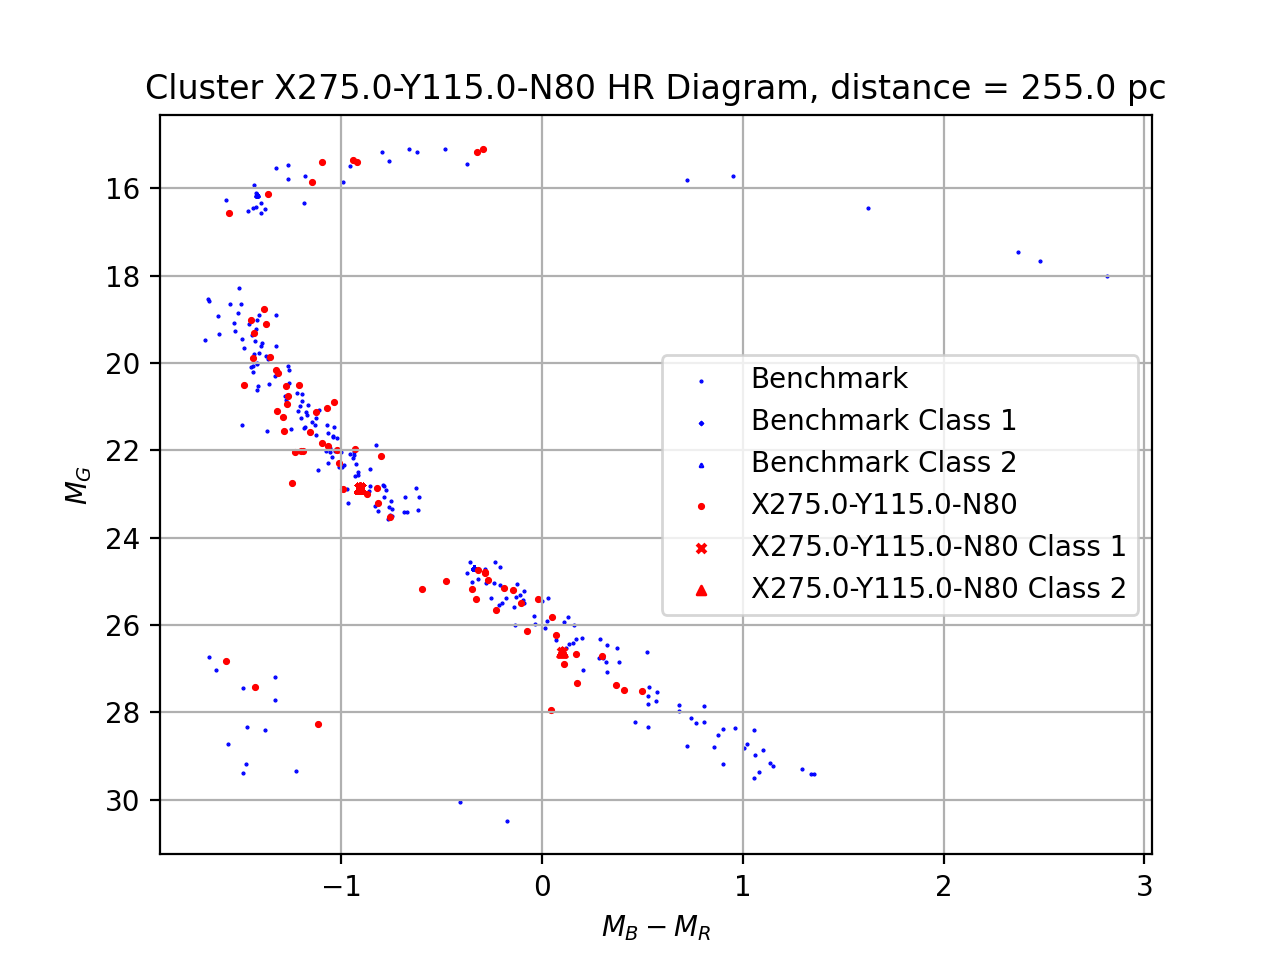 Cluster X275.0-Y115.0-N80 HR Diagram, distance = 255.0 pc
16
18
20
22
24
26
28
30
M_G
Benchmark
Benchmark Class 1
Benchmark Class 2
X275.0-Y115.0-N80
X275.0-Y115.0-N80 Class 1
X275.0-Y115.0-N80 Class 2
−1 0 1 2 3
M_B − M_R